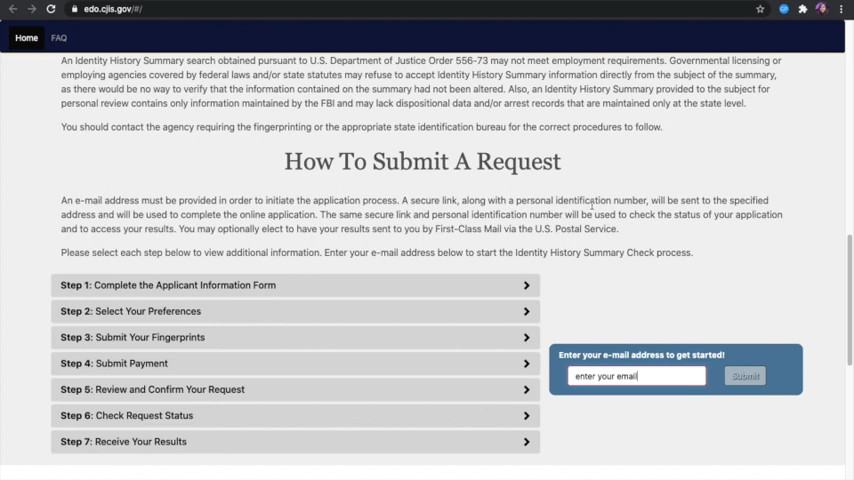 edo.cjis.gov/#/
Home FAQ
An Identity History Summary search obtained pursuant to U.S. Department of Justice Order 556-73 may not meet employment requirements. Governmental licensing or
employing agencies covered by federal laws and/or state statutes may refuse to accept Identity History Summary information directly from the subject of the summary,
as there would be no way to verify that the information contained on the summary had not been altered. Also, an Identity History Summary provided to the subject for
personal review contains only information maintained by the FBI and may lack dispositional data and/or arrest records that are maintained only at the state level.
You should contact the agency requiring the fingerprinting or the appropriate state identification bureau for the correct procedures to follow.
How To Submit A Request
An e-mail address must be provided in order to initiate the application process. A secure link, along with a personal identification number, will be sent to the specified
address and will be used to complete the online application. The same secure link and personal identification number will be used to check the status of your application
and to access your results. You may optionally elect to have your results sent to you by First-Class Mail via the U.S. Postal Service.
Please select each step below to view additional information. Enter your e-mail address below to start the Identity History Summary Check process.
Step 1: Complete the Applicant Information Form
Step 2: Select Your Preferences
Step 3: Submit Your Fingerprints
Step 4: Submit Payment
Step 5: Review and Confirm Your Request
Step 6: Check Request Status
Step 7: Receive Your Results
Enter your e-mail address to get started!
enter your email Submit